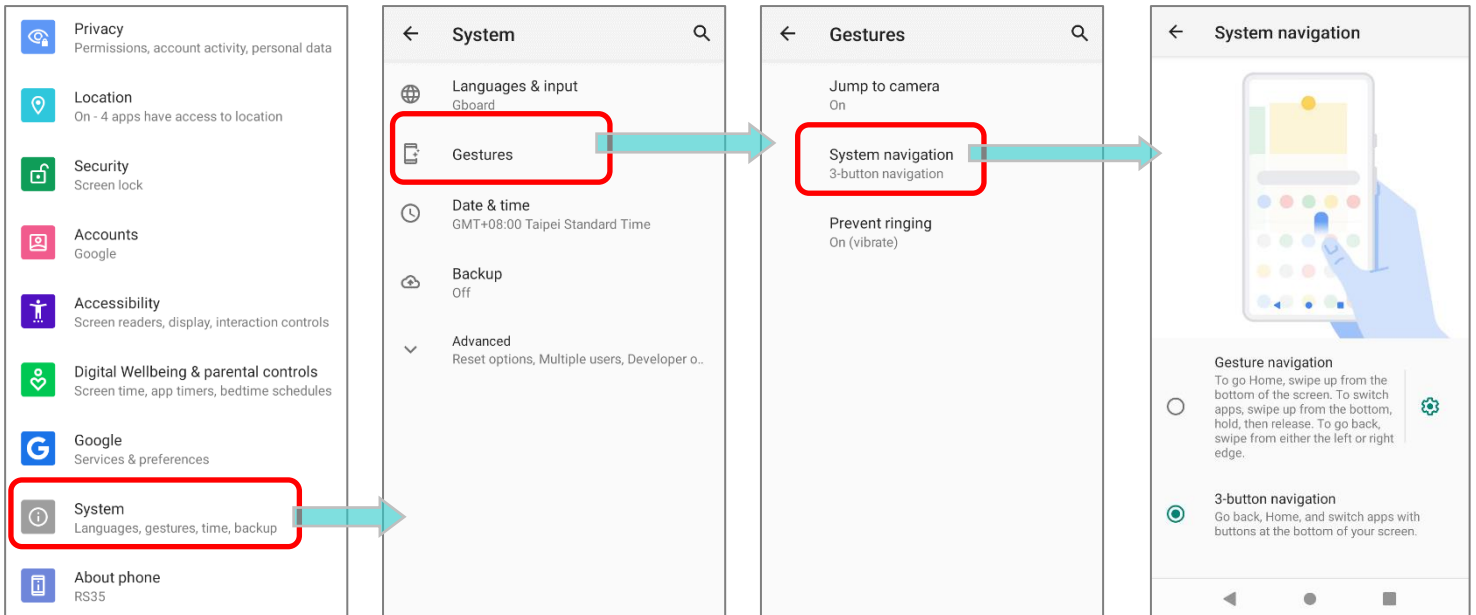 Privacy
Permissions, account activity, personal data
Location
On - 4 apps have access to location
Security
Screen lock
Accounts
Google
Accessibility
Screen readers, display, interaction controls
Digital Wellbeing & parental controls
Screen time, app timers, bedtime schedules
Google
Services & preferences
System
Languages, gestures, time, backup
About phone
RS35
System
Languages & input
Gboard
Gestures
Date & time
GMT+08:00 Taipei Standard Time
Backup
Off
Advanced
Reset options, Multiple users, Developer o..
Gestures
Jump to camera
On
System navigation
3-button navigation
Prevent ringing
On (vibrate)
System navigation
Gesture navigation
To go Home, swipe up from the
bottom of the screen. To switch
apps, swipe up from the bottom,
hold, then release. To go back,
swipe from either the left or right
edge.
3-button navigation
Go back, Home, and switch apps with
buttons at the bottom of your screen.